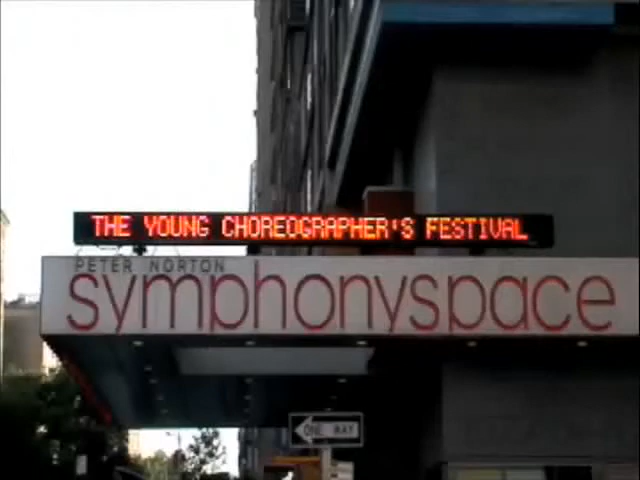 THE YOUNG CHOREOGRAPHER'S FESTIVAL
PETER NORTON
symphonyspace
ONE WAY